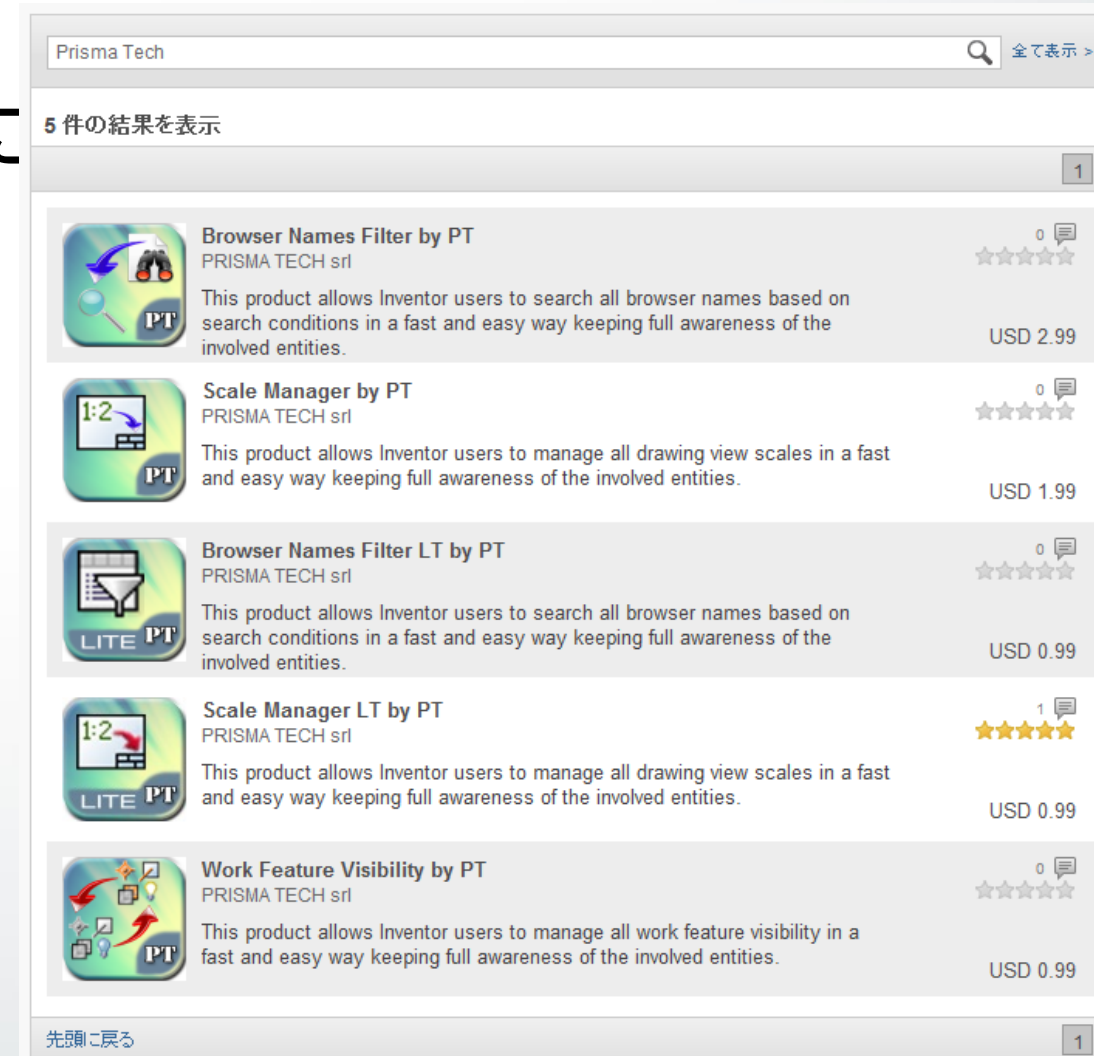 Prisma Tech
全て表示 >
5 件の結果を表示
1
Browser Names Filter by PT
0
PRISMA TECH srl
This product allows Inventor users to search all browser names based on
search conditions in a fast and easy way keeping full awareness of the
involved entities.
USD 2.99
PT
Scale Manager by PT
0
PRISMA TECH srl
1:2
This product allows Inventor users to manage all drawing view scales in a fast
and easy way keeping full awareness of the involved entities.
USD 1.99
PT
Browser Names Filter LT by PT
0
PRISMA TECH srl
This product allows Inventor users to search all browser names based on
search conditions in a fast and easy way keeping full awareness of the
involved entities.
USD 0.99
LITE PT
Scale Manager LT by PT
1
PRISMA TECH srl
1:2
This product allows Inventor users to manage all drawing view scales in a fast
and easy way keeping full awareness of the involved entities.
USD 0.99
LITE PT
Work Feature Visibility by PT
0
PRISMA TECH srl
This product allows Inventor users to manage all work feature visibility in a
fast and easy way keeping full awareness of the involved entities.
USD 0.99
PT
先頭に戻る
1